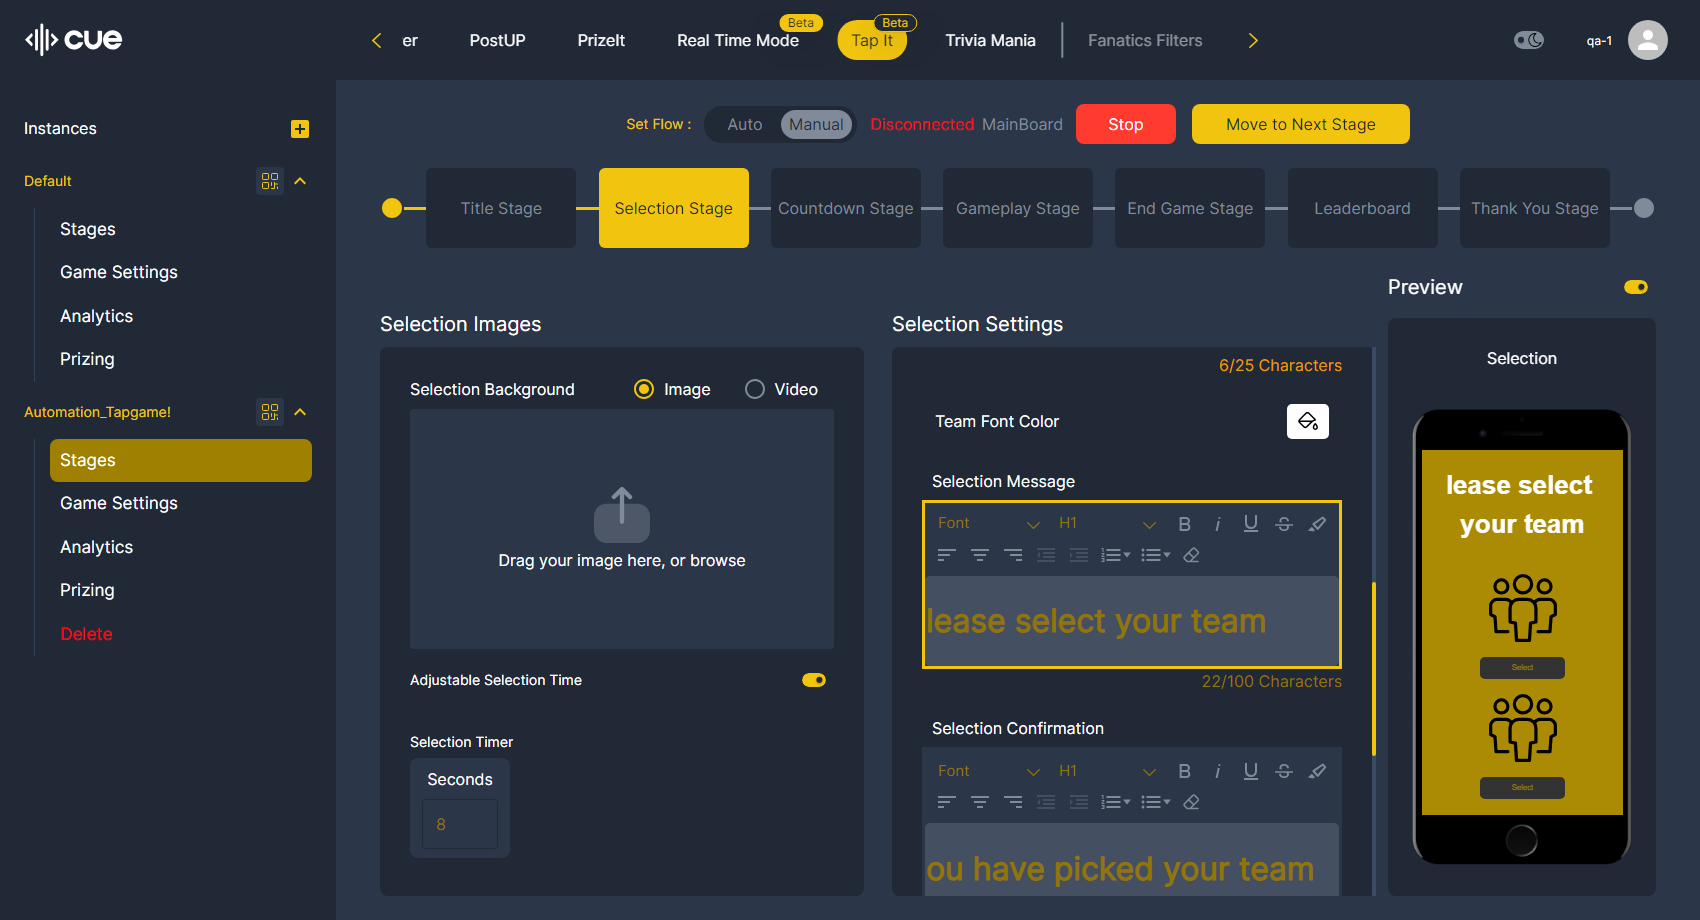 cue
er
PostUP
PrizeIt
Real Time Mode
Beta
Tap It
Beta
Trivia Mania
Fanatics Filters
qa-1
Instances
Default
Stages
Game Settings
Analytics
Prizing
Automation_Tapgame!
Stages
Game Settings
Analytics
Prizing
Delete
Set Flow :
Auto
Manual
Disconnected MainBoard
Stop
Move to Next Stage
Title Stage
Selection Stage
Countdown Stage
Gameplay Stage
End Game Stage
Leaderboard
Thank You Stage
Selection Images
Selection Background
Image
Video
Drag your image here, or browse
Adjustable Selection Time
Selection Timer
Seconds
8
Selection Settings
6/25 Characters
Team Font Color
Selection Message
Font
H1
B
i
U
S
lease select your team
22/100 Characters
Selection Confirmation
Font
H1
B
i
U
S
ou have picked your team
Preview
Selection
lease select
your team
Select
Select